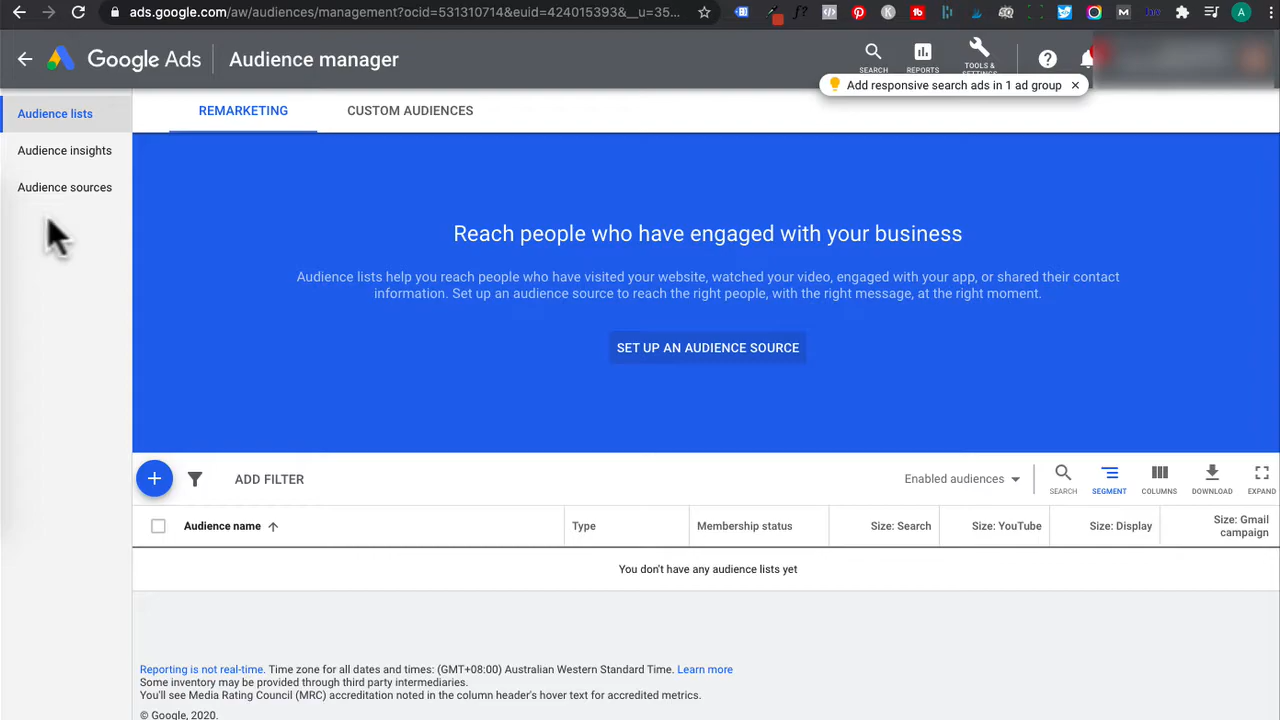 ads.google.com/aw/audiences/management?ocid=531310714&euid=424015393&__u=35...
Google Ads
Audience manager
SEARCH
REPORTS
TOOLS &
SETTINGS
Add responsive search ads in 1 ad group
Audience lists
Audience insights
Audience sources
REMARKETING
CUSTOM AUDIENCES
Reach people who have engaged with your business
Audience lists help you reach people who have visited your website, watched your video, engaged with your app, or shared their contact
information. Set up an audience source to reach the right people, with the right message, at the right moment.
SET UP AN AUDIENCE SOURCE
ADD FILTER
Enabled audiences
SEARCH
SEGMENT
COLUMNS
DOWNLOAD
EXPAND
Audience name
Type
Membership status
Size: Search
Size: YouTube
Size: Display
Size: Gmail
campaign
You don't have any audience lists yet
Reporting is not real-time. Time zone for all dates and times: (GMT+08:00) Australian Western Standard Time. Learn more
Some inventory may be provided through third party intermediaries.
You'll see Media Rating Council (MRC) accreditation noted in the column header's hover text for accredited metrics.
© Google, 2020.